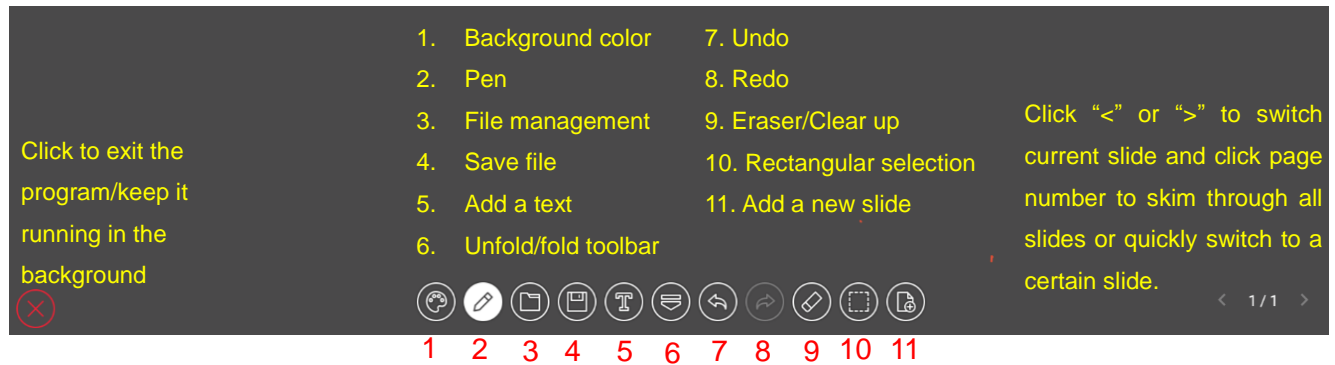 Click to exit the
program/keep it
running in the
background
1. Background color
2. Pen
3. File management
4. Save file
5. Add a text
6. Unfold/fold toolbar
7. Undo
8. Redo
9. Eraser/Clear up
10. Rectangular selection
11. Add a new slide
Click “<” or “>” to switch
current slide and click page
number to skim through all
slides or quickly switch to a
certain slide.
< 1/1 >
T
1 2 3 4 5 6 7 8 9 10 11